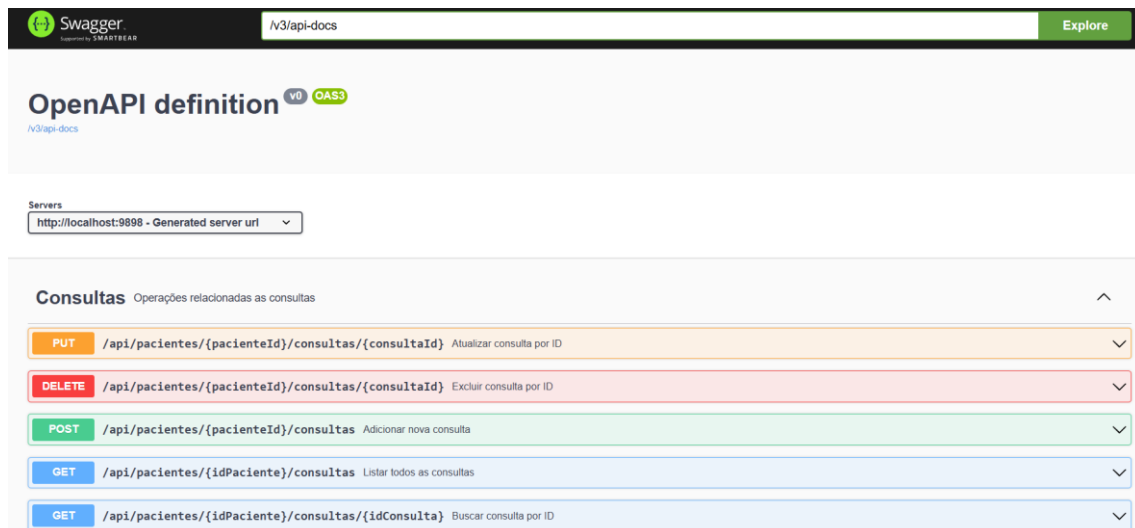 Swagger.
Supported by SMARTBEAR
/v3/api-docs
Explore
OpenAPI definition v0 OAS3
/v3/api-docs
Servers
http://localhost:9898 - Generated server url
Consultas Operações relacionadas as consultas
PUT /api/pacientes/{pacienteId}/consultas/{consultaId} Atualizar consulta por ID
DELETE /api/pacientes/{pacienteId}/consultas/{consultaId} Excluir consulta por ID
POST /api/pacientes/{pacienteId}/consultas Adicionar nova consulta
GET /api/pacientes/{idPaciente}/consultas Listar todos as consultas
GET /api/pacientes/{idPaciente}/consultas/{idConsulta} Buscar consulta por ID